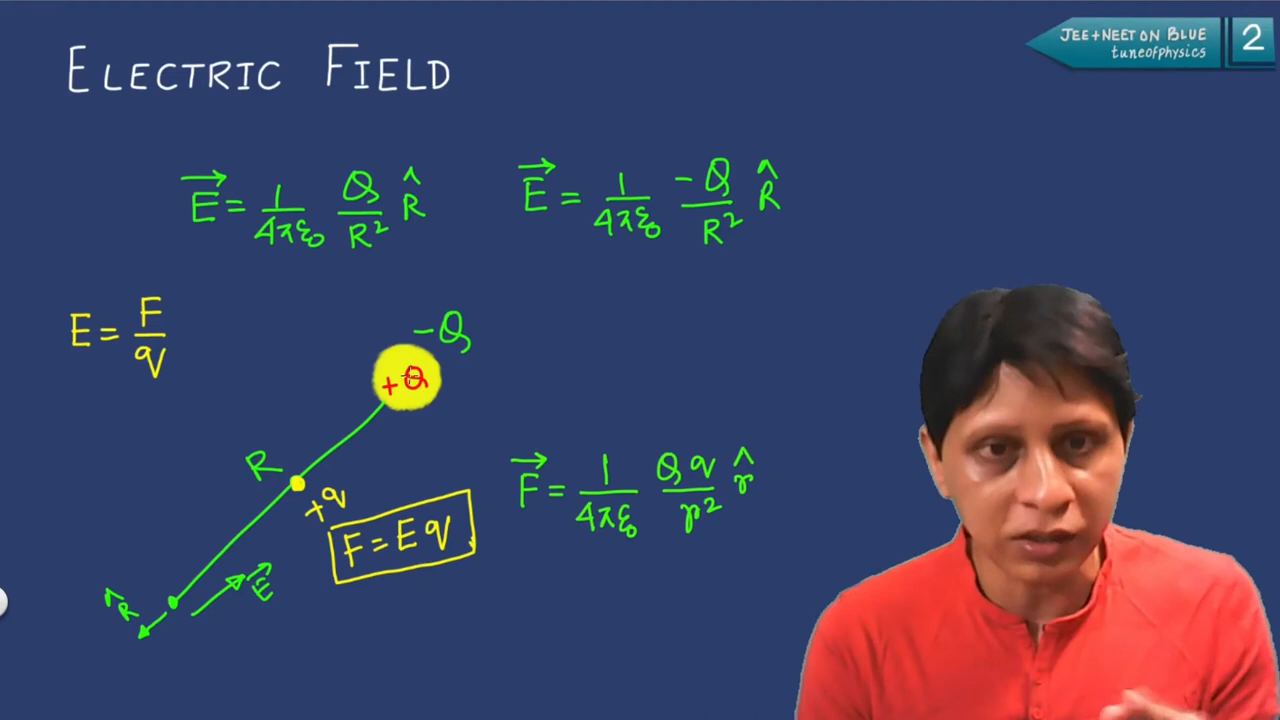 ELECTRIC FIELD
JEE+NEET ON BLUE
tuneofphysics
2
E⃗ = 1/4πε₀ Q/R² R̂
E⃗ = 1/4πε₀ -Q/R² R̂
E = F/q
-Q
+Q
R
+q
F = Eq
F⃗ = 1/4πε₀ Qq/r² r̂
R̂
E⃗